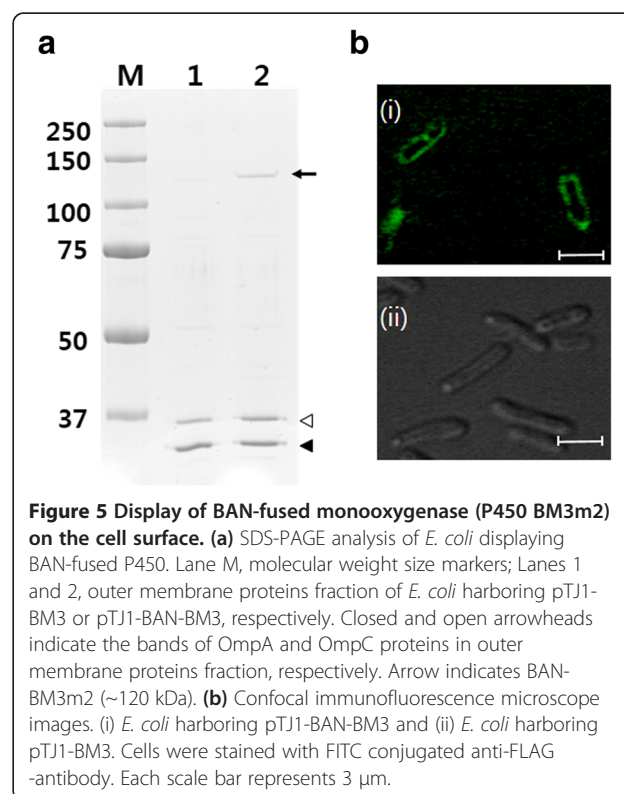 a
b
M 1 2
250
150
100
75
50
37
(i)
(ii)
Figure 5 Display of BAN-fused monooxygenase (P450 BM3m2)
on the cell surface. (a) SDS-PAGE analysis of E. coli displaying
BAN-fused P450. Lane M, molecular weight size markers; Lanes 1
and 2, outer membrane proteins fraction of E. coli harboring pTJ1-
BM3 or pTJ1-BAN-BM3, respectively. Closed and open arrowheads
indicate the bands of OmpA and OmpC proteins in outer
membrane proteins fraction, respectively. Arrow indicates BAN-
BM3m2 (~120 kDa). (b) Confocal immunofluorescence microscope
images. (i) E. coli harboring pTJ1-BAN-BM3 and (ii) E. coli harboring
pTJ1-BM3. Cells were stained with FITC conjugated anti-FLAG
-antibody. Each scale bar represents 3 μm.